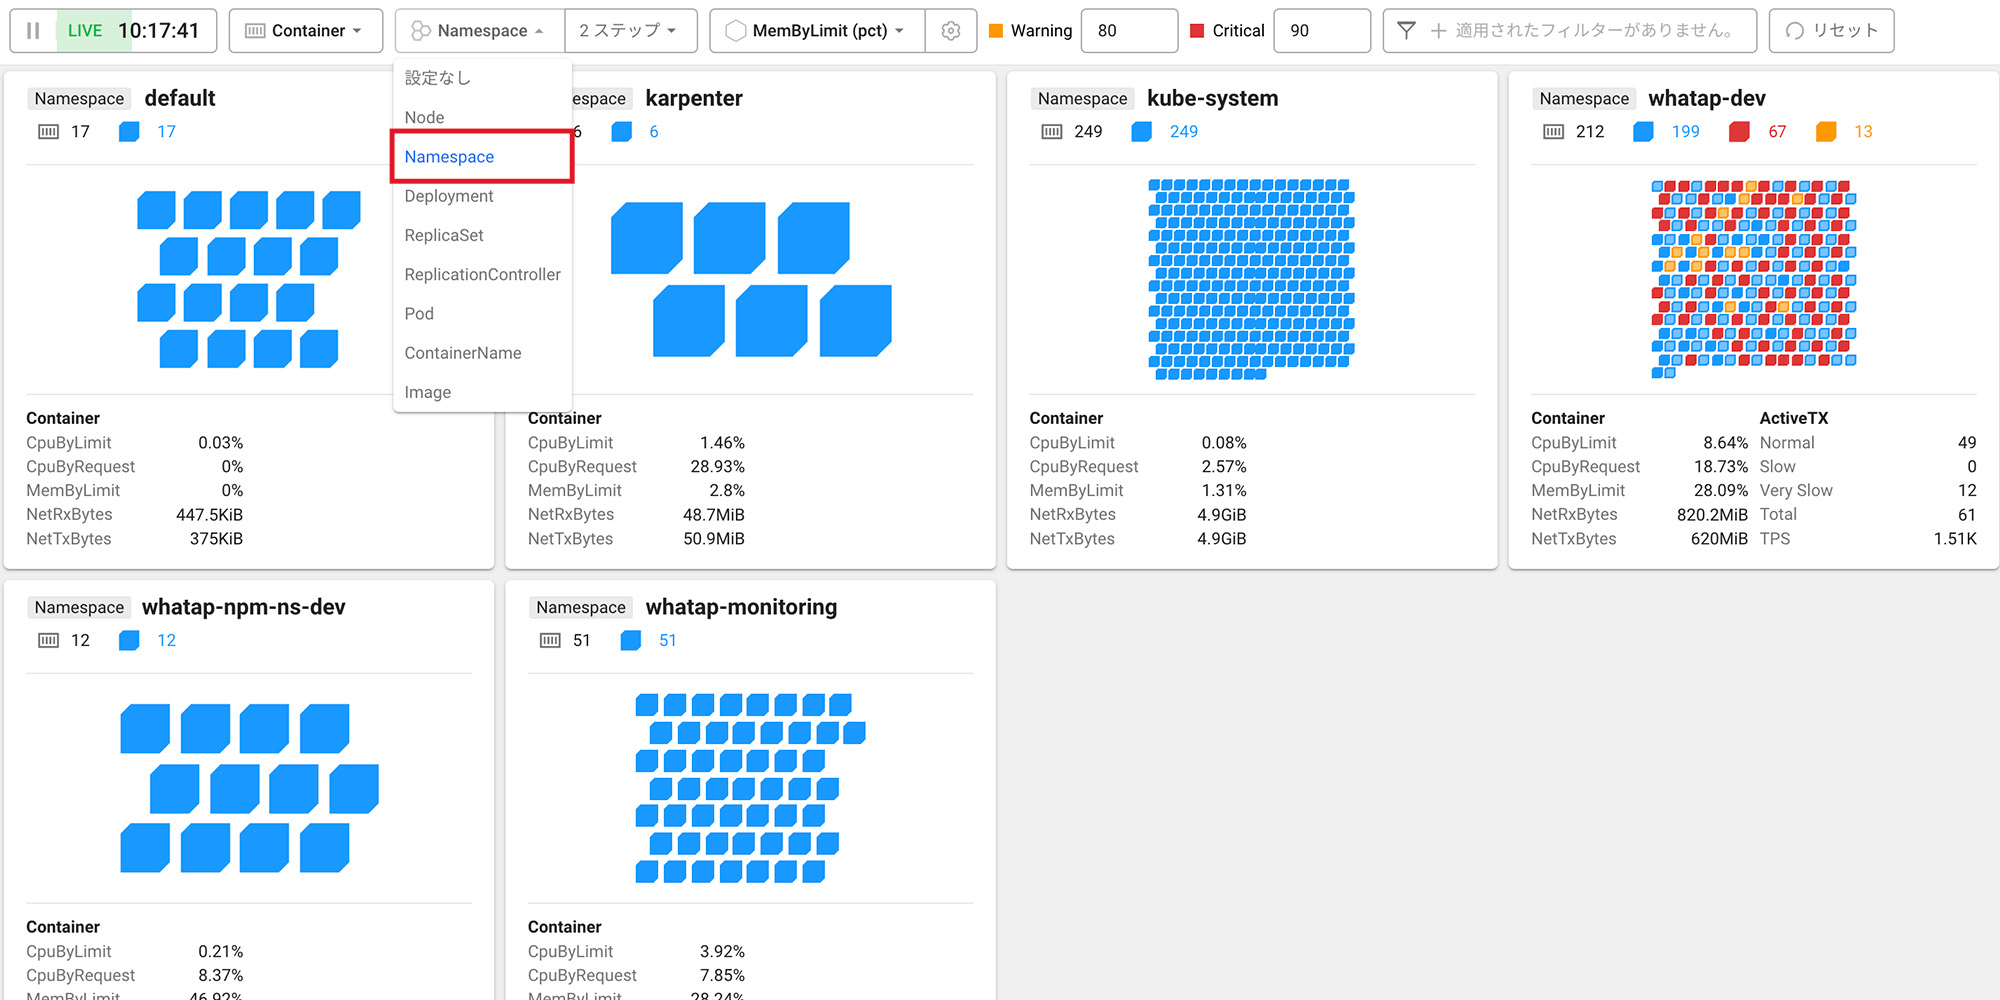 LIVE 10:17:41 Container Namespace 2 ステップ MemByLimit (pct) Warning 80 Critical 90 適用されたフィルターがありません。 リセット
設定なし
Node
Namespace
Deployment
ReplicaSet
ReplicationController
Pod
ContainerName
Image
Namespace default
17 17
Container
CpuByLimit 0.03%
CpuByRequest 0%
MemByLimit 0%
NetRxBytes 447.5KiB
NetTxBytes 375KiB
espace karpenter
6 6
Container
CpuByLimit 1.46%
CpuByRequest 28.93%
MemByLimit 2.8%
NetRxBytes 48.7MiB
NetTxBytes 50.9MiB
Namespace kube-system
249 249
Container
CpuByLimit 0.08%
CpuByRequest 2.57%
MemByLimit 1.31%
NetRxBytes 4.9GiB
NetTxBytes 4.9GiB
Namespace whatap-dev
212 199 67 13
Container ActiveTX
CpuByLimit 8.64% Normal 49
CpuByRequest 18.73% Slow 0
MemByLimit 28.09% Very Slow 12
NetRxBytes 820.2MiB Total 61
NetTxBytes 620MiB TPS 1.51K
Namespace whatap-npm-ns-dev
12 12
Container
CpuByLimit 0.21%
CpuByRequest 8.37%
MemByLimit 46.92%
Namespace whatap-monitoring
51 51
Container
CpuByLimit 3.92%
CpuByRequest 7.85%
MemByLimit 28.24%